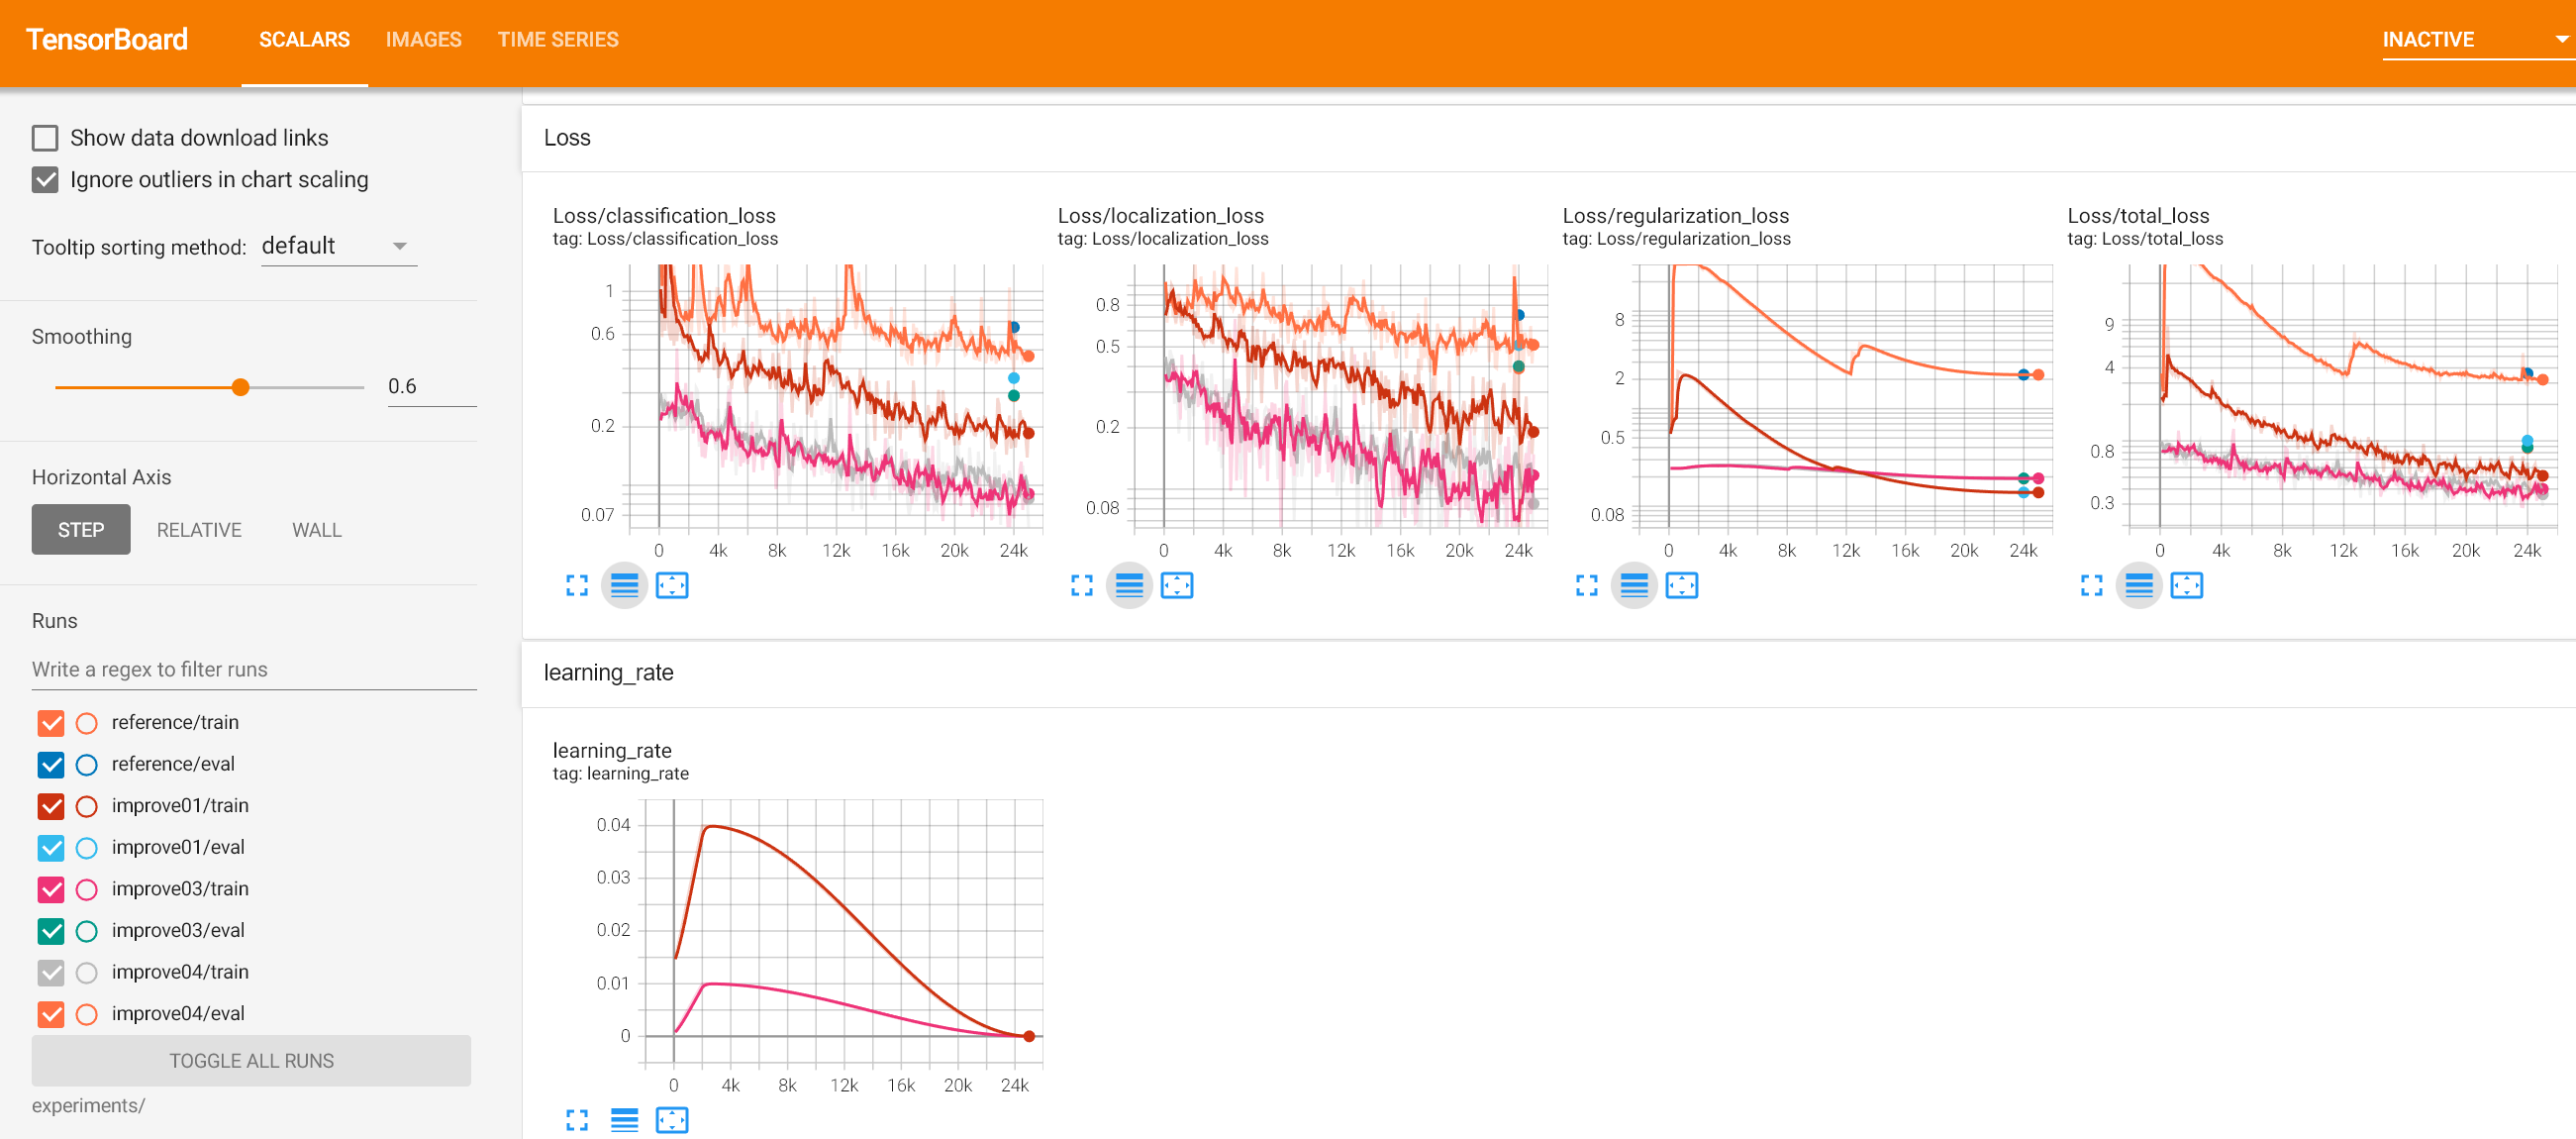 TensorBoard SCALARS IMAGES TIME SERIES INACTIVE
Show data download links
Ignore outliers in chart scaling
Tooltip sorting method: default
Smoothing
0.6
Horizontal Axis
STEP RELATIVE WALL
Runs
Write a regex to filter runs
reference/train
reference/eval
improve01/train
improve01/eval
improve03/train
improve03/eval
improve04/train
improve04/eval
TOGGLE ALL RUNS
experiments/
Loss
Loss/classification_loss
tag: Loss/classification_loss
1
0.6
0.2
0.07
0 4k 8k 12k 16k 20k 24k
Loss/localization_loss
tag: Loss/localization_loss
0.8
0.5
0.2
0.08
0 4k 8k 12k 16k 20k 24k
Loss/regularization_loss
tag: Loss/regularization_loss
8
2
0.5
0.08
0 4k 8k 12k 16k 20k 24k
Loss/total_loss
tag: Loss/total_loss
9
4
0.8
0.3
0 4k 8k 12k 16k 20k 24k
learning_rate
learning_rate
tag: learning_rate
0.04
0.03
0.02
0.01
0
0 4k 8k 12k 16k 20k 24k